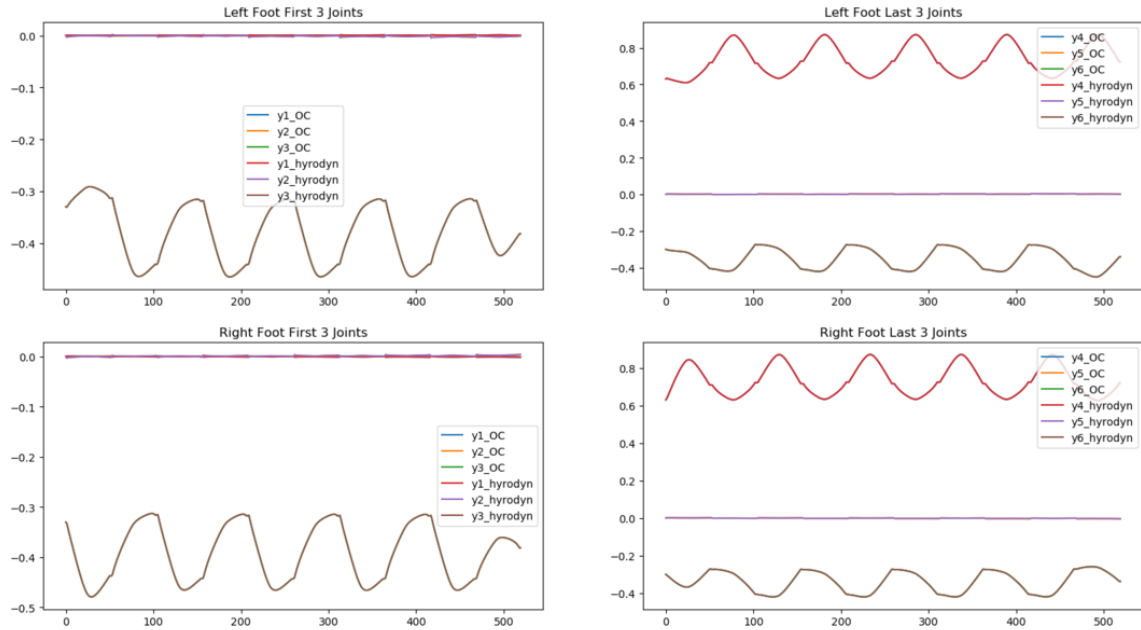 Left Foot First 3 Joints
0.0
−0.1
−0.2
−0.3
−0.4
y1_OC
y2_OC
y3_OC
y1_hyrodyn
y2_hyrodyn
y3_hyrodyn
0 100 200 300 400 500
Left Foot Last 3 Joints
0.8
0.6
0.4
0.2
0.0
−0.2
−0.4
y4_OC
y5_OC
y6_OC
y4_hyrodyn
y5_hyrodyn
y6_hyrodyn
0 100 200 300 400 500
Right Foot First 3 Joints
0.0
−0.1
−0.2
−0.3
−0.4
−0.5
y1_OC
y2_OC
y3_OC
y1_hyrodyn
y2_hyrodyn
y3_hyrodyn
0 100 200 300 400 500
Right Foot Last 3 Joints
0.8
0.6
0.4
0.2
0.0
−0.2
−0.4
y4_OC
y5_OC
y6_OC
y4_hyrodyn
y5_hyrodyn
y6_hyrodyn
0 100 200 300 400 500